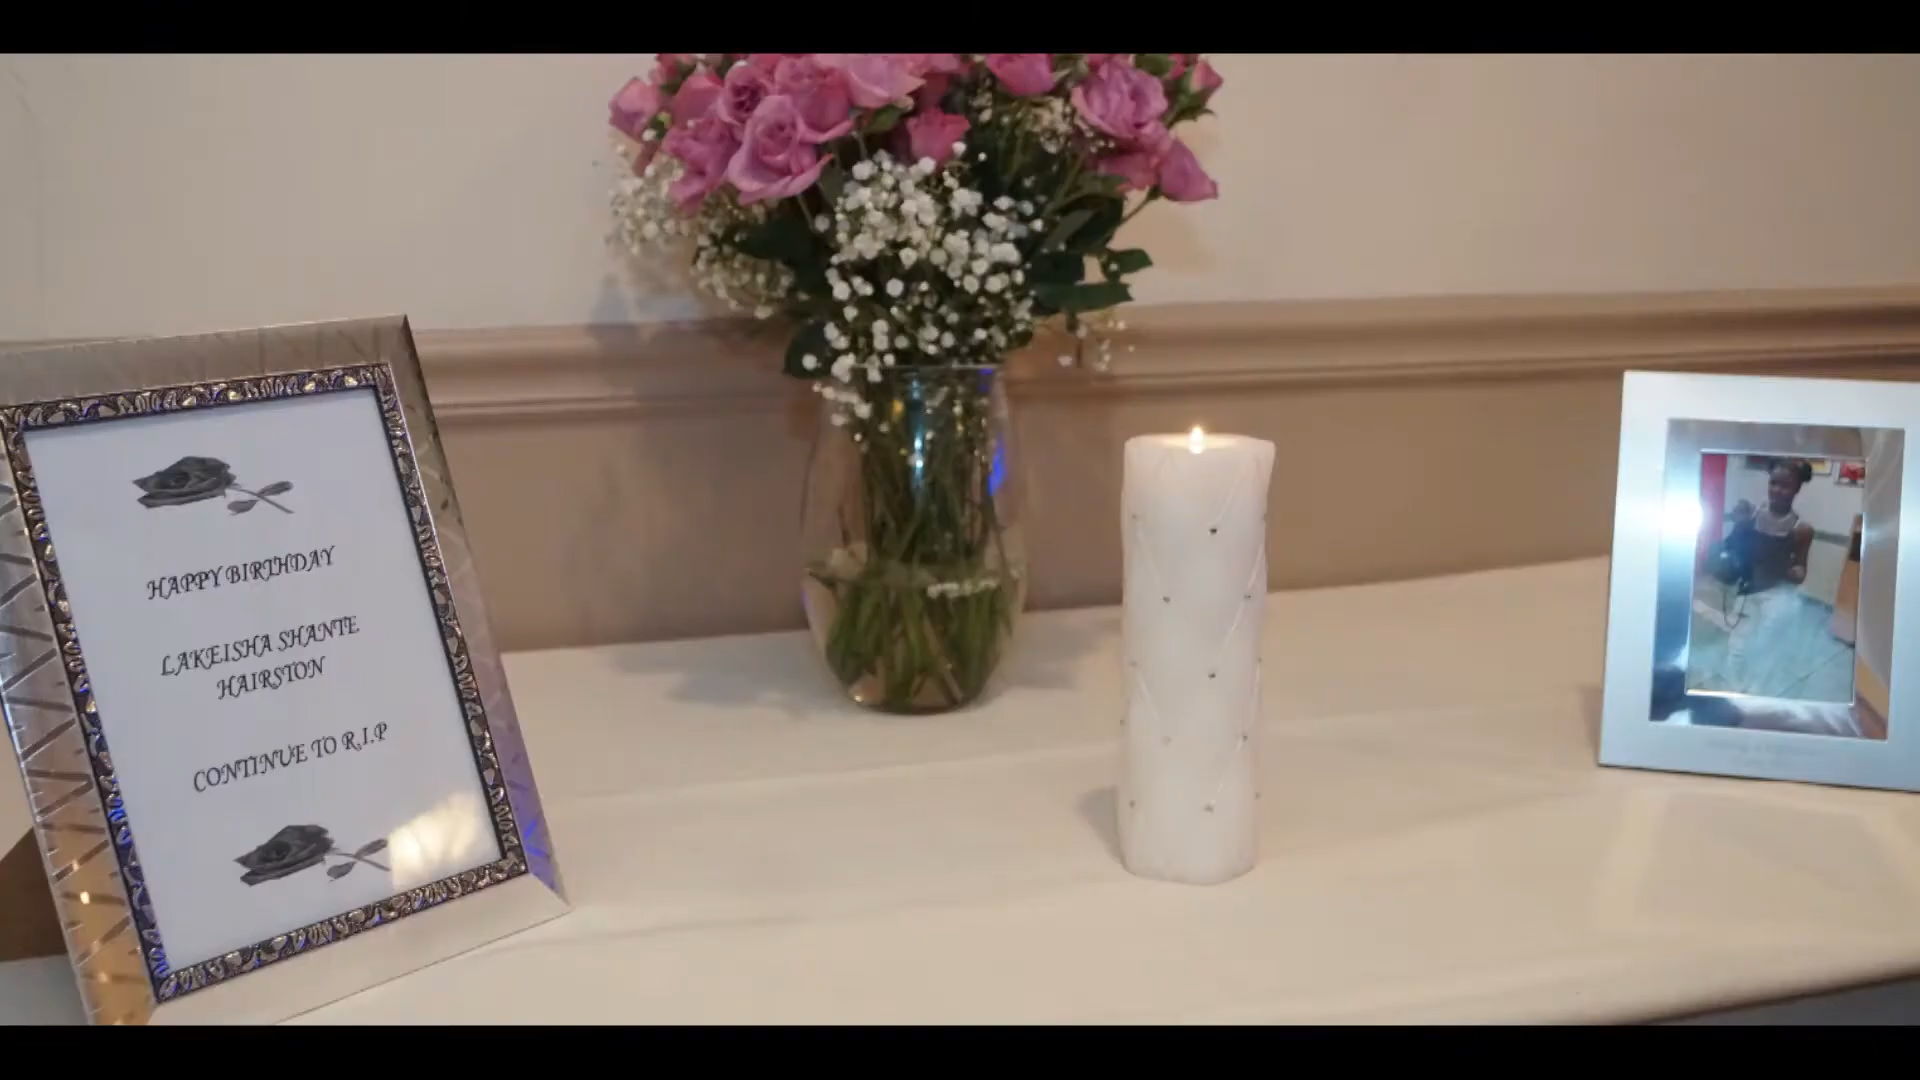 HAPPY BIRTHDAY
LAKEISHA SHANTE
HAIRSTON
CONTINUE TO R.I.P